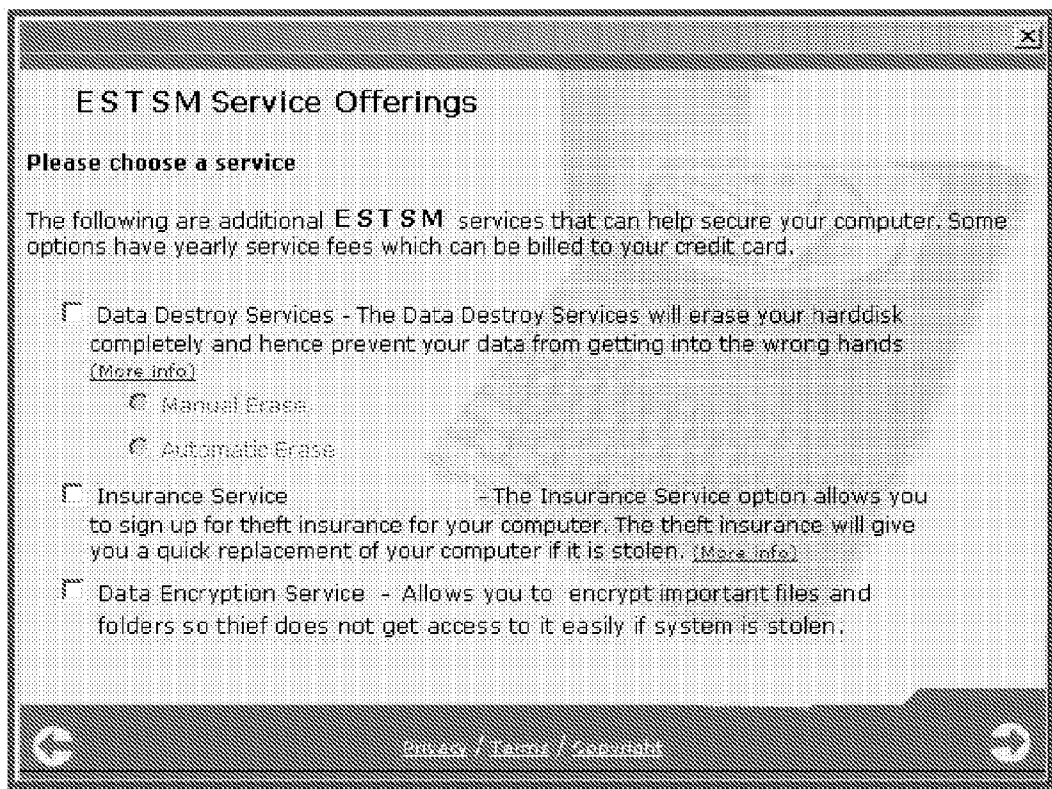 ESTSM Service Offerings
Please choose a service
The following are additional ESTSM services that can help secure your computer. Some
options have yearly service fees which can be billed to your credit card.
Data Destroy Services - The Data Destroy Services will erase your harddisk
completely and hence prevent your data from getting into the wrong hands
(More info)
Manual Erase
Automatic Erase
Insurance Service - The Insurance Service option allows you
to sign up for theft insurance for your computer. The theft insurance will give
you a quick replacement of your computer if it is stolen. (More info)
Data Encryption Service - Allows you to encrypt important files and
folders so thief does not get access to it easily if system is stolen.
Privacy / Terms / Copyright